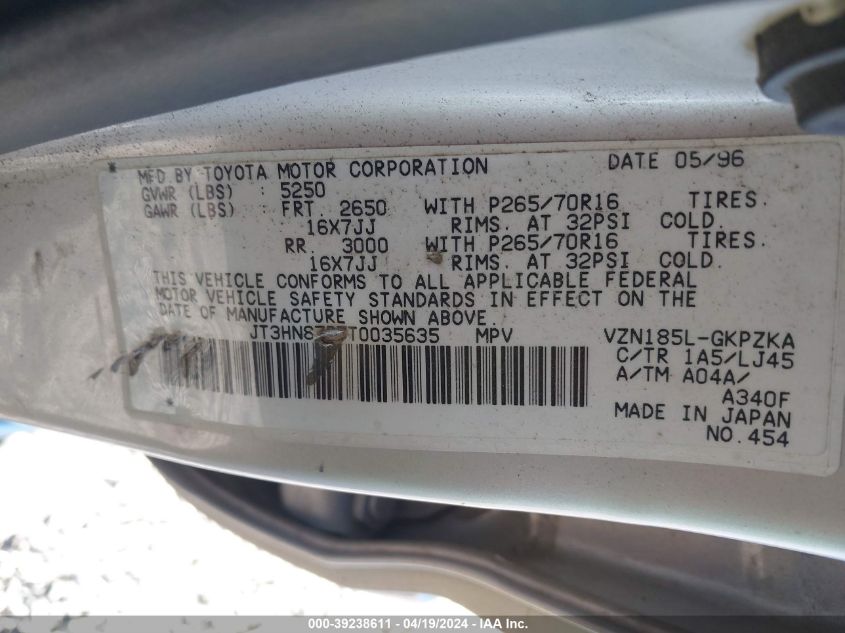 MFD BY TOYOTA MOTOR CORPORATION DATE 05/96
GVWR (LBS) : 5250
GAWR (LBS) : FRT 2650 WITH P265/70R16 TIRES.
16X7JJ RIMS. AT 32PSI COLD.
RR. 3000 WITH P265/70R16 TIRES.
16X7JJ RIMS. AT 32PSI COLD.
THIS VEHICLE CONFORMS TO ALL APPLICABLE FEDERAL
MOTOR VEHICLE SAFETY STANDARDS IN EFFECT ON THE
DATE OF MANUFACTURE SHOWN ABOVE.
MPV VZN185L-GKPZKA
C/TR 1A5/LJ45
A/TM A04A/
A340F
MADE IN JAPAN
NO.454
000-39238611 - 04/19/2024 - IAA, Inc.